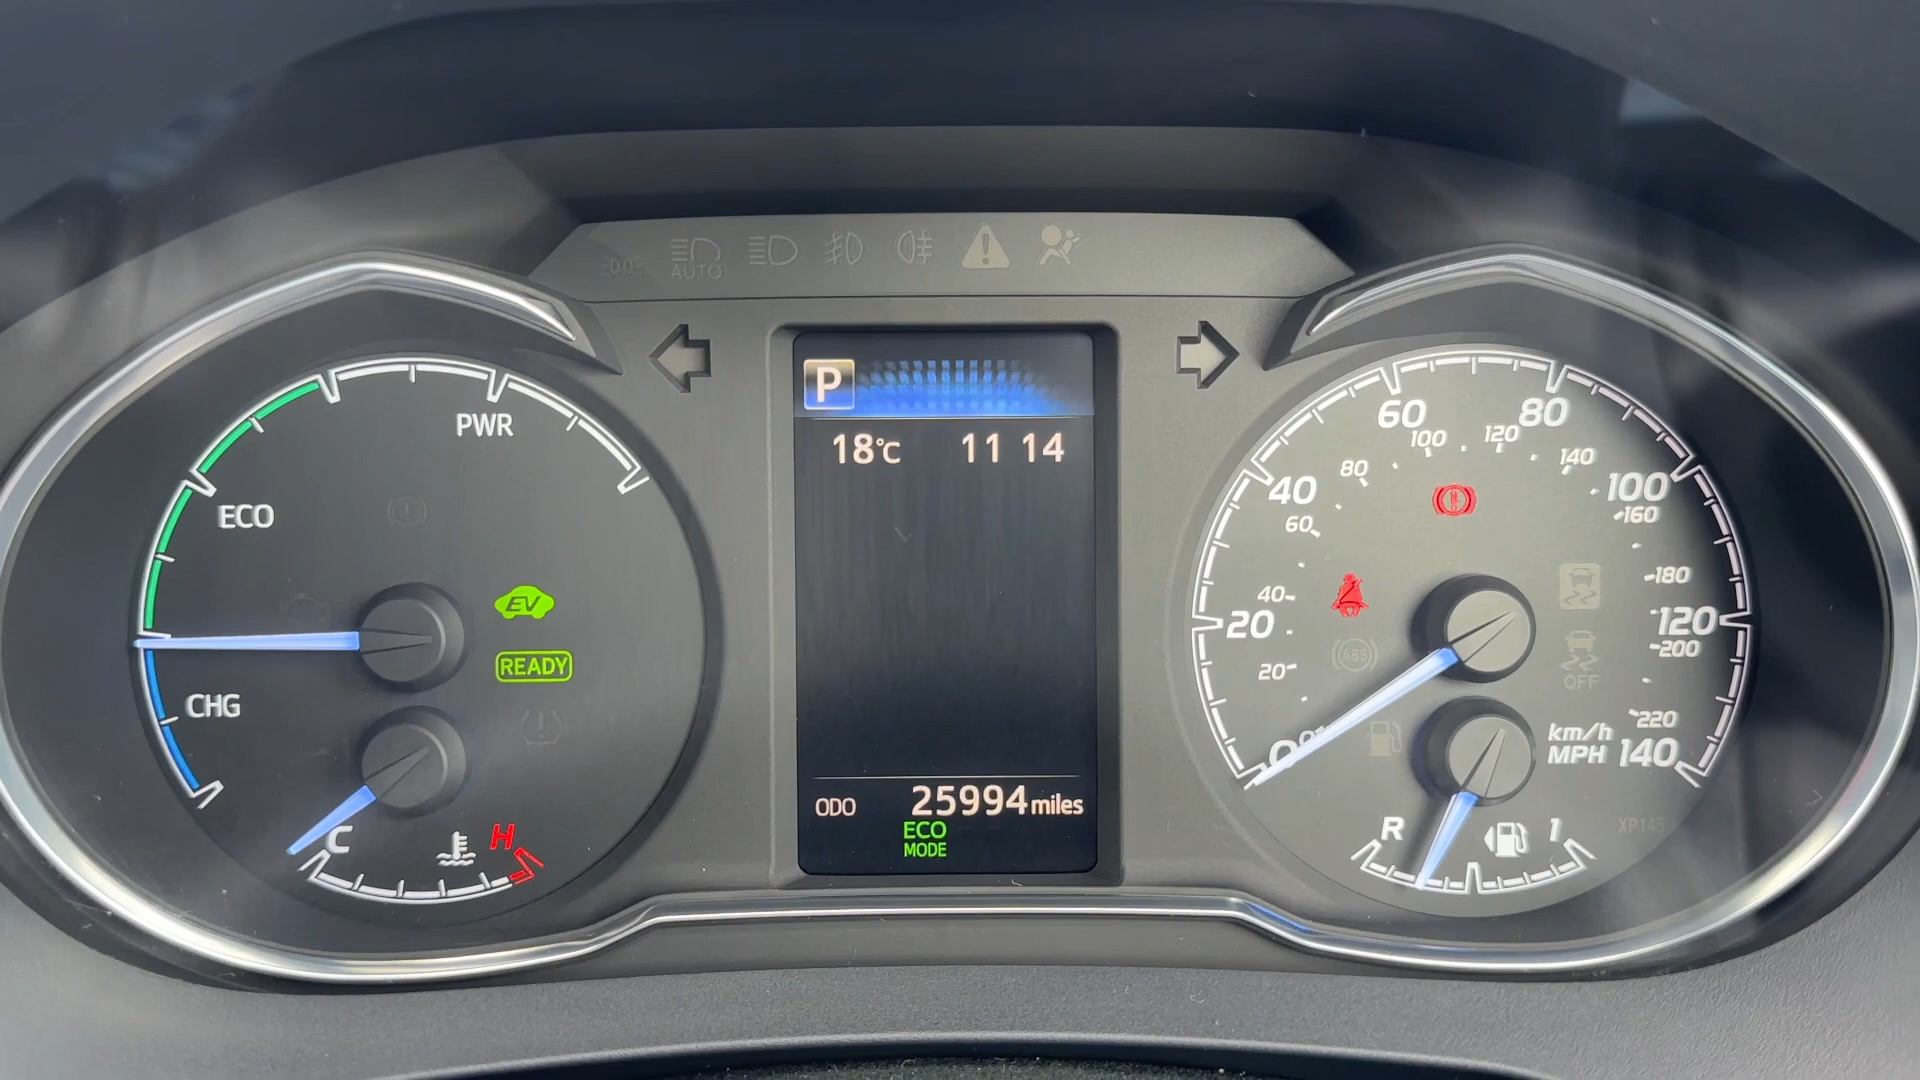 AUTO
PWR
ECO
EV
READY
CHG
C
H
P
18°C 11 14
ODO 25994 miles
ECO
MODE
0
20
40
60
80
100
120
140
0
20
40
60
80
100
120
140
160
180
200
220
ABS
OFF
km/h
MPH
R
1